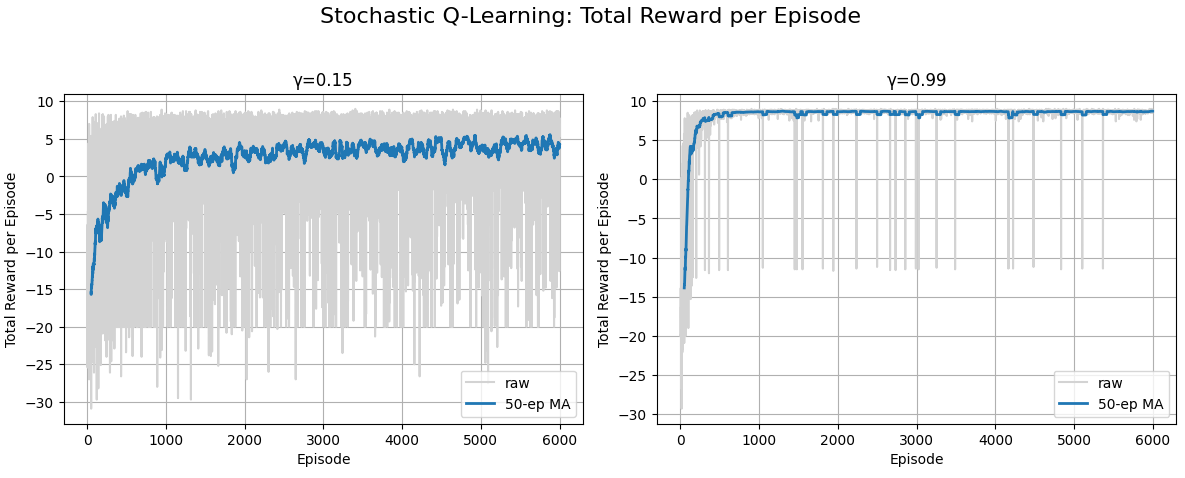 Stochastic Q-Learning: Total Reward per Episode
γ=0.15
Total Reward per Episode
10
5
0
−5
−10
−15
−20
−25
−30
0
1000
2000
3000
4000
5000
6000
Episode
raw
50-ep MA
γ=0.99
Total Reward per Episode
10
5
0
−5
−10
−15
−20
−25
−30
0
1000
2000
3000
4000
5000
6000
Episode
raw
50-ep MA